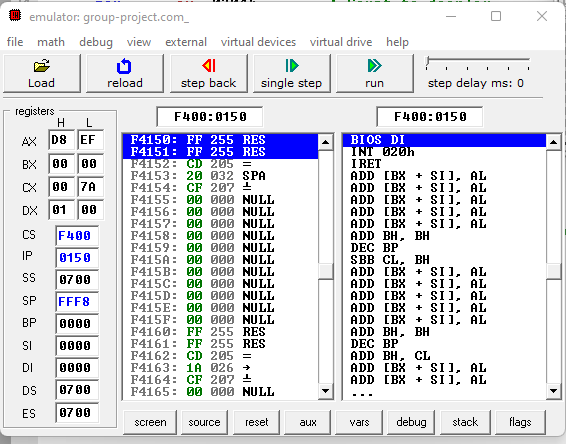 emulator: group-project.com_
file math debug view external virtual devices virtual drive help
Load reload step back single step run step delay ms: 0
registers F400:0150 F400:0150
H L
AX D8 EF
BX 00 00
CX 00 7A
DX 01 00
CS F400
IP 0150
SS 0700
SP FFF8
BP 0000
SI 0000
DI 0000
DS 0700
ES 0700
F4150: FF 255 RES
F4151: FF 255 RES
F4152: CD 205 =
F4153: 20 032 SPA
F4154: CF 207 ╧
F4155: 00 000 NULL
F4156: 00 000 NULL
F4157: 00 000 NULL
F4158: 00 000 NULL
F4159: 00 000 NULL
F415A: 00 000 NULL
F415B: 00 000 NULL
F415C: 00 000 NULL
F415D: 00 000 NULL
F415E: 00 000 NULL
F415F: 00 000 NULL
F4160: FF 255 RES
F4161: FF 255 RES
F4162: CD 205 =
F4163: 1A 026 →
F4164: CF 207 ╧
F4165: 00 000 NULL
BIOS DI
INT 020h
IRET
ADD [BX + SI], AL
ADD [BX + SI], AL
ADD [BX + SI], AL
ADD [BX + SI], AL
ADD [BX + SI], AL
ADD BH, BH
DEC BP
SBB CL, BH
ADD [BX + SI], AL
ADD [BX + SI], AL
ADD [BX + SI], AL
ADD [BX + SI], AL
ADD [BX + SI], AL
ADD BH, BH
DEC BP
ADD BH, CL
ADD [BX + SI], AL
ADD [BX + SI], AL
...
screen source reset aux vars debug stack flags